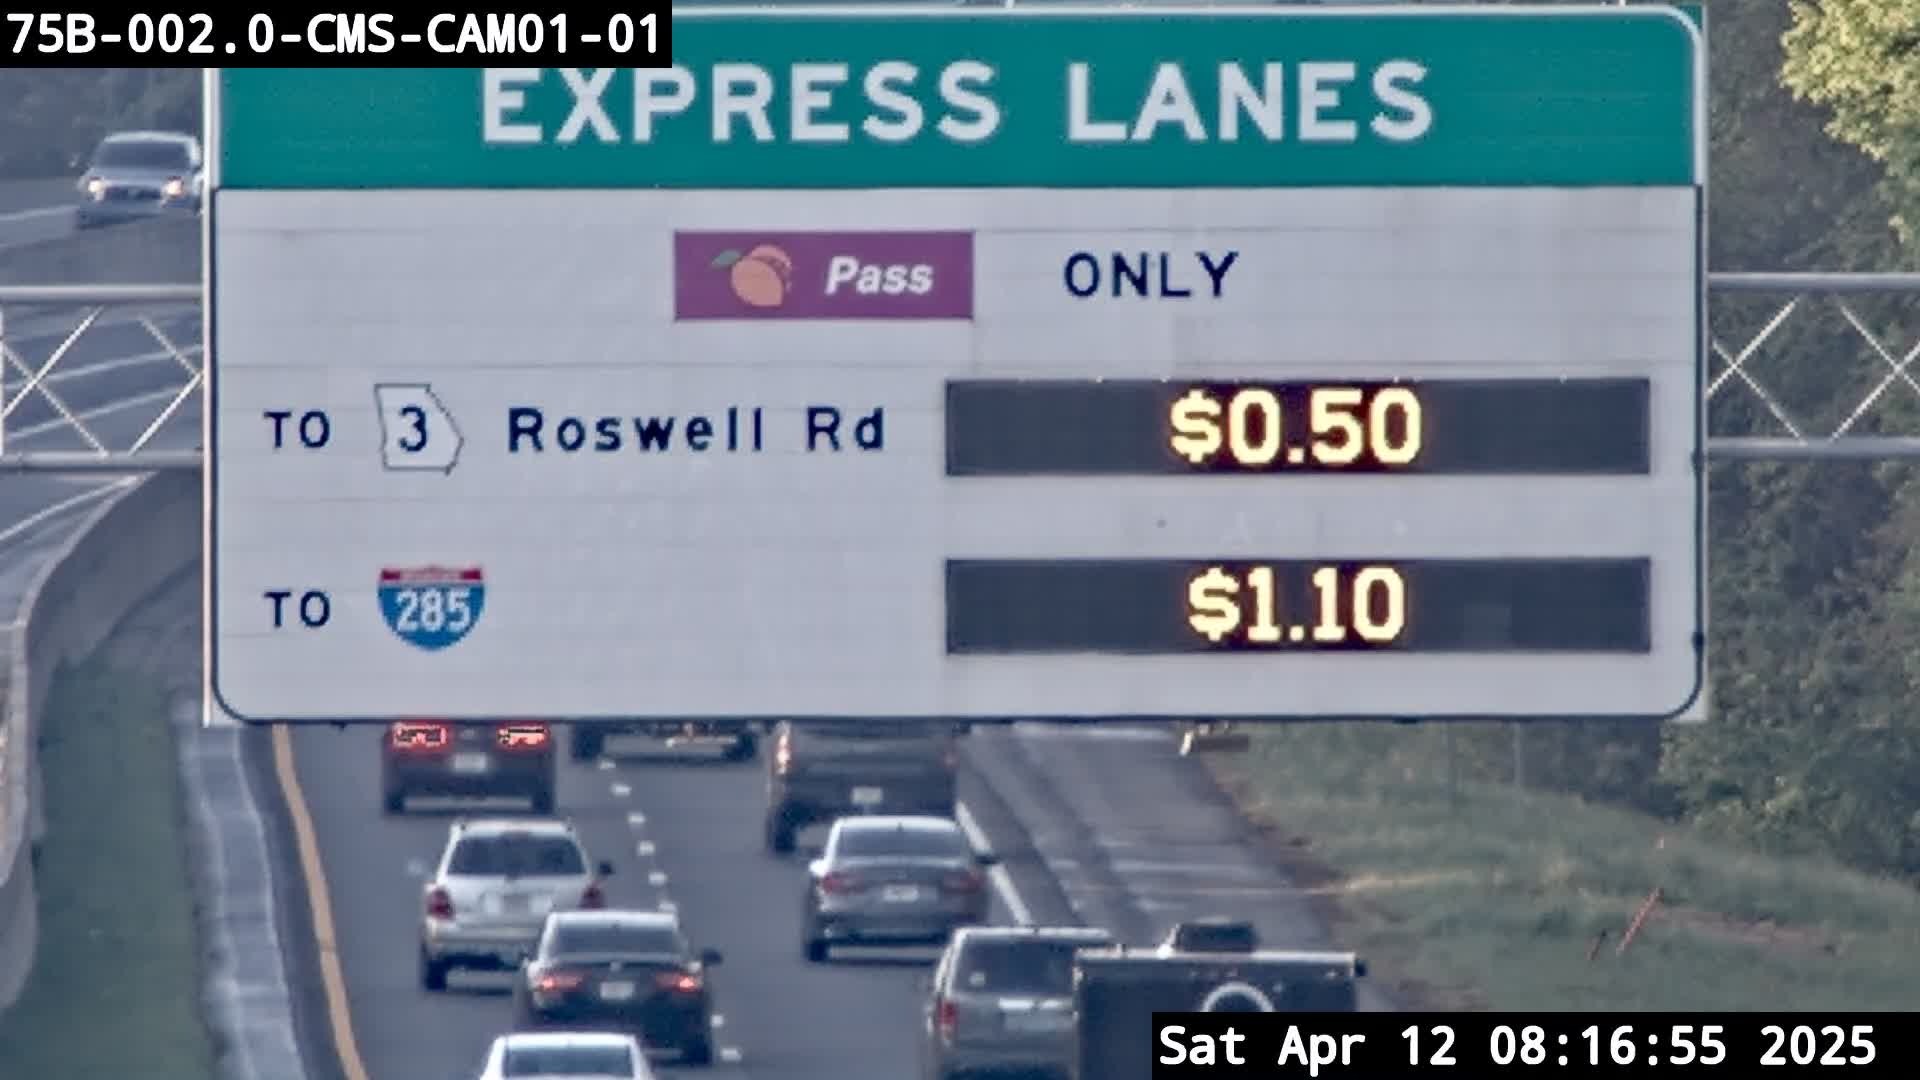 75B-002.0-CMS-CAM01-01
EXPRESS LANES
Pass ONLY
TO 3 Roswell Rd $0.50
TO 285 $1.10
Sat Apr 12 08:16:55 2025